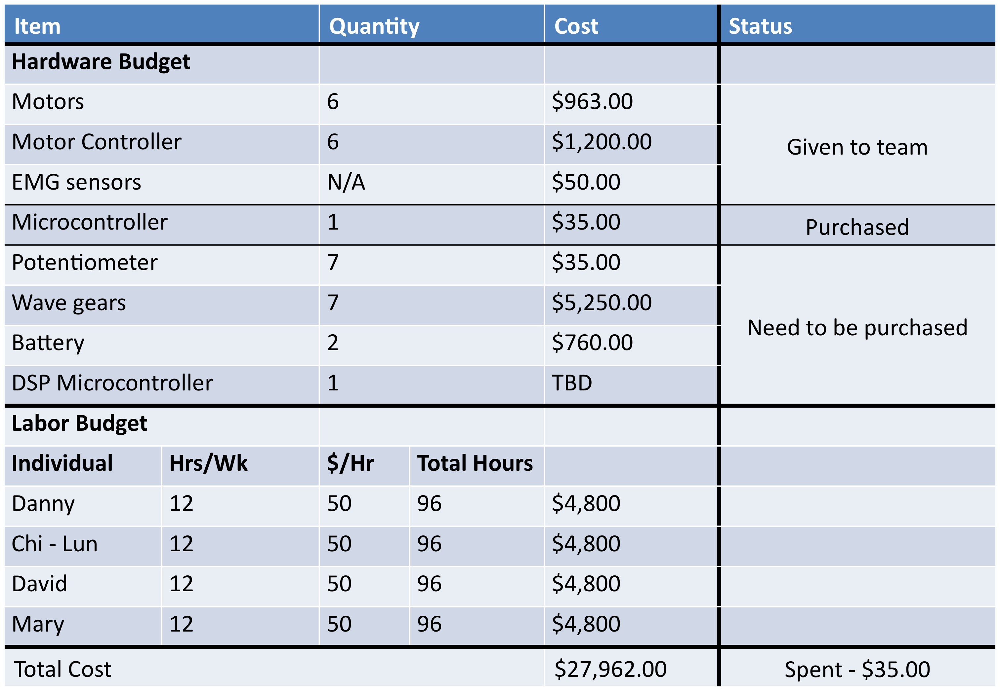 Item Quantity Cost Status
Hardware Budget
Motors 6 $963.00
Motor Controller 6 $1,200.00 Given to team
EMG sensors N/A $50.00
Microcontroller 1 $35.00 Purchased
Potentiometer 7 $35.00
Wave gears 7 $5,250.00 Need to be purchased
Battery 2 $760.00
DSP Microcontroller 1 TBD
Labor Budget
Individual Hrs/Wk $/Hr Total Hours
Danny 12 50 96 $4,800
Chi - Lun 12 50 96 $4,800
David 12 50 96 $4,800
Mary 12 50 96 $4,800
Total Cost $27,962.00 Spent - $35.00